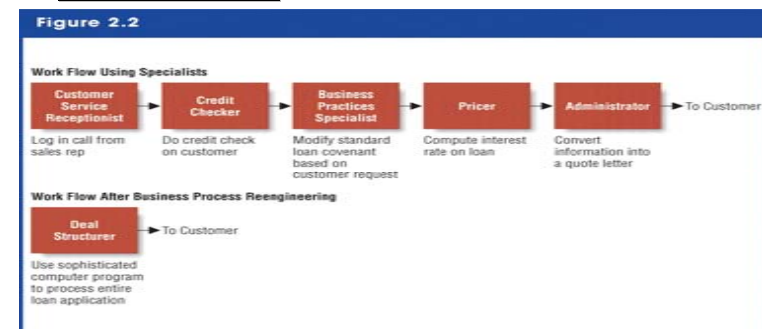 Figure 2.2
Work Flow Using Specialists
Customer
Service
Receptionist
Credit
Checker
Business
Practices
Specialist
Pricer
Administrator
To Customer
Log in call from
sales rep
Do credit check
on customer
Modify standard
loan covenant
based on
customer request
Compute interest
rate on loan
Convert
information into
a quote letter
Work Flow After Business Process Reengineering
Deal
Structurer
To Customer
Use sophisticated
computer program
to process entire
loan application